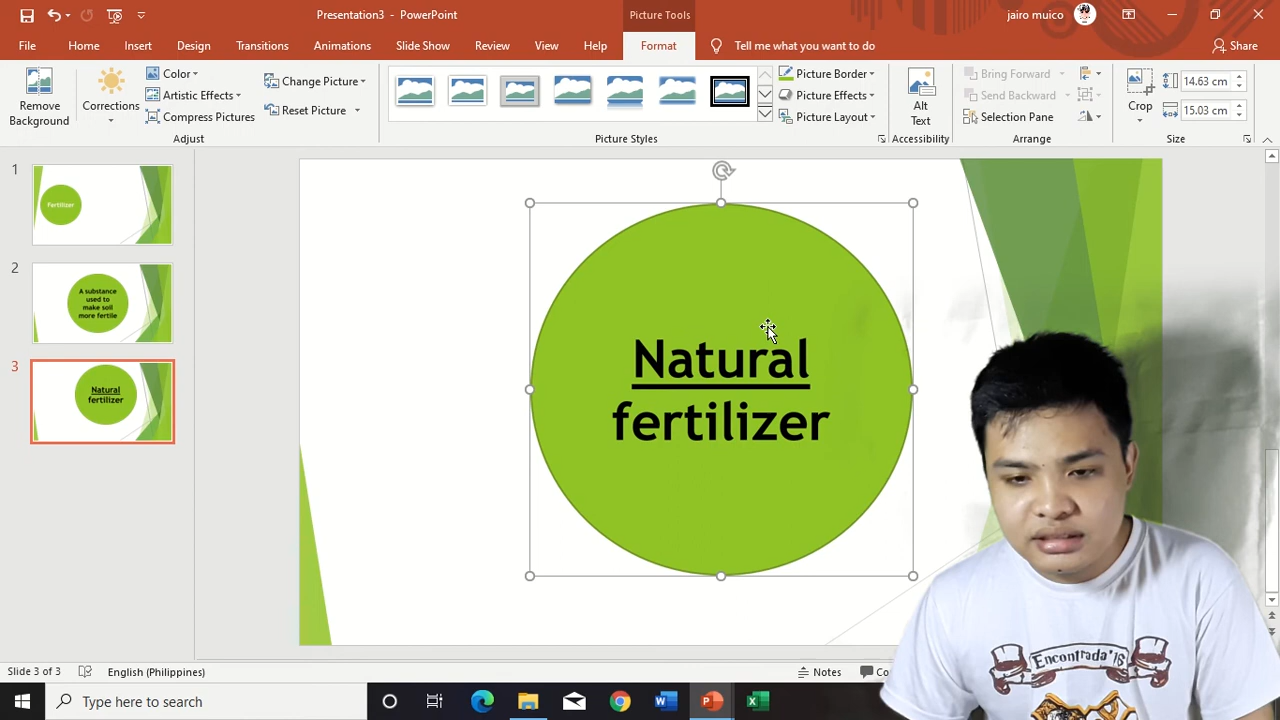 Presentation3 - PowerPoint
Picture Tools
jairo muico
File
Home
Insert
Design
Transitions
Animations
Slide Show
Review
View
Help
Format
Tell me what you want to do
Share
Remove
Background
Corrections
Color
Artistic Effects
Compress Pictures
Change Picture
Reset Picture
Adjust
Picture Styles
Picture Border
Picture Effects
Picture Layout
Alt
Text
Accessibility
Bring Forward
Send Backward
Selection Pane
Arrange
Crop
14.63 cm
15.03 cm
Size
1
Fertilizer
2
A substance
used to
make soil
more fertile
3
Natural
fertilizer
Natural
fertilizer
Encontrada'16
Slide 3 of 3
English (Philippines)
Notes
Type here to search